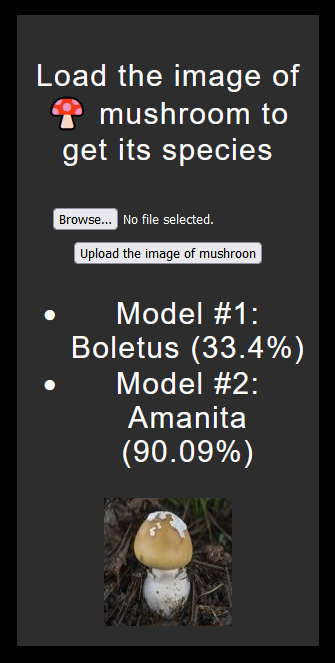 Load the image of
🍄 mushroom to
get its species
Browse... No file selected.
Upload the image of mushroon
• Model #1:
Boletus (33.4%)
• Model #2:
Amanita
(90.09%)